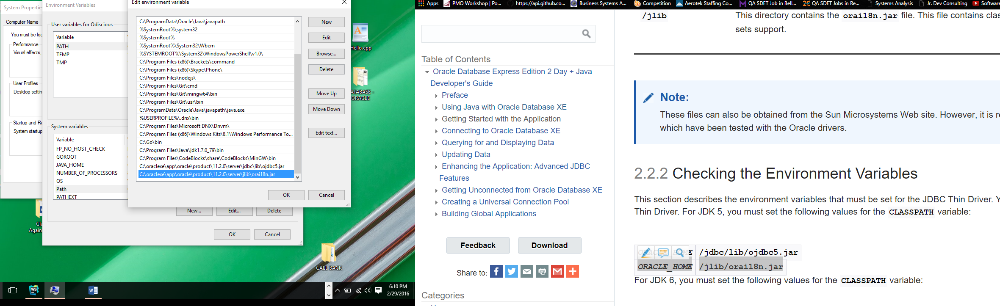 System Properties
Computer Name
You must be log
Performance
Visual effects,
User Profiles
Desktop settin
Startup and Re
System startup
Environment Variables
User variables for Odiscious
Variable
PATH
TEMP
TMP
System variables
Variable
FP_NO_HOST_CHECK
GOROOT
JAVA_HOME
NUMBER_OF_PROCESSORS
OS
Path
PATHEXT
New...
Edit...
Delete
OK
Cancel
Edit environment variable
C:\ProgramData\Oracle\Java\javapath
%SystemRoot%\system32
%SystemRoot%
%SystemRoot%\System32\Wbem
%SYSTEMROOT%\System32\WindowsPowerShell\v1.0\
C:\Program Files (x86)\Brackets\command
C:\Program Files (x86)\Skype\Phone\
C:\Program Files\nodejs\
C:\Program Files\Git\cmd
C:\Program Files\Git\mingw64\bin
C:\Program Files\Git\usr\bin
C:\ProgramData\Oracle\Java\javapath\java.exe
%USERPROFILE%\.dnx\bin
C:\Program Files\Microsoft DNX\Dnvm\
C:\Program Files (x86)\Windows Kits\8.1\Windows Performance To...
C:\Go\bin
C:\Program Files\Java\jdk1.7.0_79\bin
C:\Program Files\CodeBlocks\share\CodeBlocks\MinGW\bin
C:\oraclexe\app\oracle\product\11.2.0\server\jdbc\lib\ojdbc5.jar
C:\oraclexe\app\oracle\product\11.2.0\server\jlib\orai18n.jar
New
Edit
Browse...
Delete
Move Up
Move Down
Edit text...
OK
Cancel
Hello.cpp
ATABASE -
ORACLE
Cla
Again
CALL BACK
6:10 PM
2/29/2016
Apps
PMO Workshop | Po...
https://api.github.co...
Business Systems A...
Competition
Aerotek Staffing Co...
QA SDET Job in Bell...
QA SDET Jobs in Re...
Systems Analysis
Jr. Dev Consulting
Software
Table of Contents
Oracle Database Express Edition 2 Day + Java
Developer's Guide
Preface
Using Java with Oracle Database XE
Getting Started with the Application
Connecting to Oracle Database XE
Querying for and Displaying Data
Updating Data
Enhancing the Application: Advanced JDBC
Features
Getting Unconnected from Oracle Database XE
Creating a Universal Connection Pool
Building Global Applications
Feedback
Download
Share to:
Categories
/jlib
This directory contains the orai18n.jar file. This file contains clas
sets support.
Note:
These files can also be obtained from the Sun Microsystems Web site. However, it is re
which have been tested with the Oracle drivers.
2.2.2 Checking the Environment Variables
This section describes the environment variables that must be set for the JDBC Thin Driver. Y
Thin Driver. For JDK 5, you must set the following values for the CLASSPATH variable:
ORACLE_HOME /jdbc/lib/ojdbc5.jar
ORACLE_HOME /jlib/orai18n.jar
For JDK 6, you must set the following values for the CLASSPATH variable: